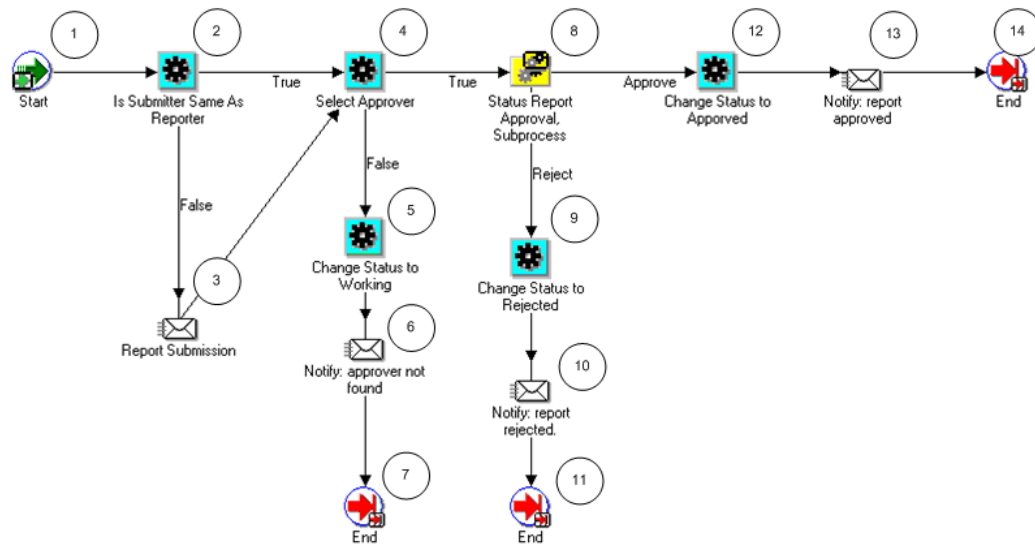 1
2
4
8
12
13
14
Start
Is Submitter Same As
Reporter
True
Select Approver
True
Status Report
Approval,
Subprocess
Approve
Change Status to
Apporved
Notify: report
approved
End
False
False
Reject
3
5
9
Report Submission
Change Status to
Working
Change Status to
Rejected
6
10
Notify: approver not
found
Notify: report
rejected.
7
11
End
End